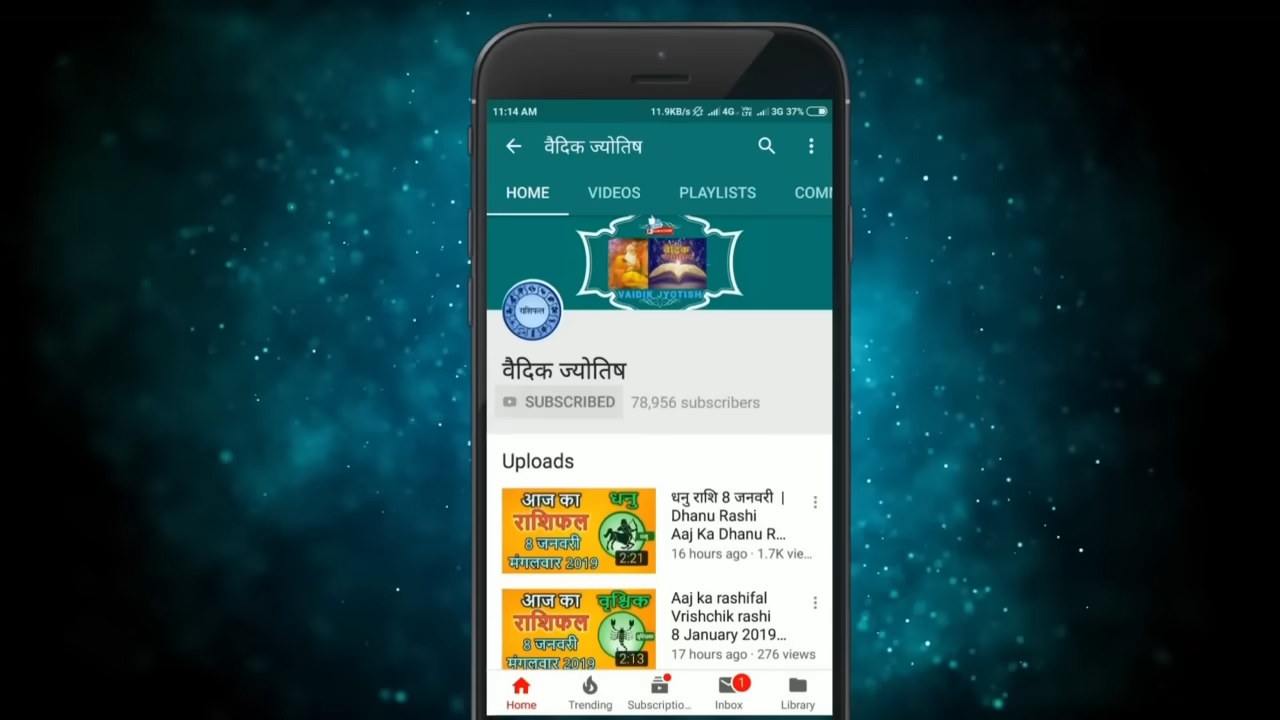 11:14 AM
11.9KB/s 4G VoLTE 3G 37%
वैदिक ज्योतिष
HOME VIDEOS PLAYLISTS COMM
वैदिक
VAIDIK JYOTISH
राशिफल
वैदिक ज्योतिष
SUBSCRIBED 78,956 subscribers
Uploads
आज का धनु
राशिफल
8 जनवरी
मंगलवार 2019
2:21
धनु राशि 8 जनवरी |
Dhanu Rashi
Aaj Ka Dhanu R...
16 hours ago · 1.7K vie...
आज का वृश्चिक
राशिफल
8 जनवरी
मंगलवार 2019
2:13
Aaj ka rashifal
Vrishchik rashi
8 January 2019...
17 hours ago · 276 views
1
Home Trending Subscriptio... Inbox Library